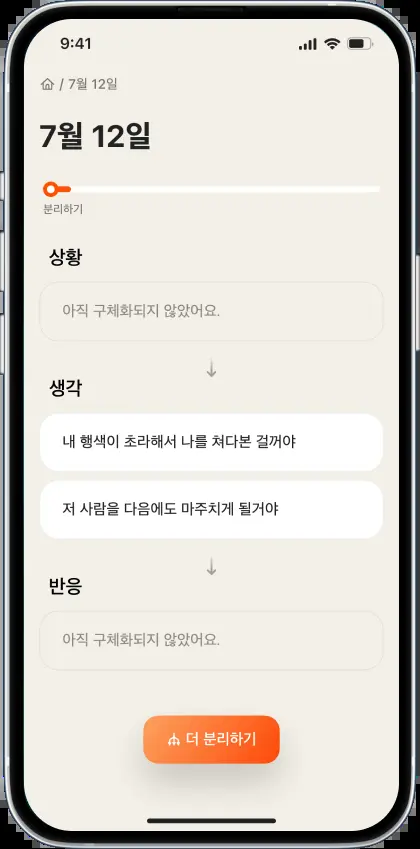 9:41
/ 7월 12일
7월 12일
분리하기
상황
아직 구체화되지 않았어요.
생각
내 행색이 초라해서 나를 쳐다본 걸꺼야
저 사람을 다음에도 마주치게 될거야
반응
아직 구체화되지 않았어요.
더 분리하기